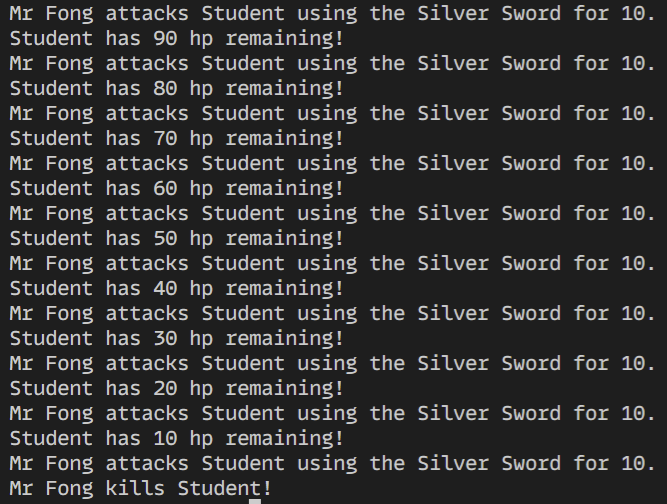 Mr Fong attacks Student using the Silver Sword for 10.
Student has 90 hp remaining!
Mr Fong attacks Student using the Silver Sword for 10.
Student has 80 hp remaining!
Mr Fong attacks Student using the Silver Sword for 10.
Student has 70 hp remaining!
Mr Fong attacks Student using the Silver Sword for 10.
Student has 60 hp remaining!
Mr Fong attacks Student using the Silver Sword for 10.
Student has 50 hp remaining!
Mr Fong attacks Student using the Silver Sword for 10.
Student has 40 hp remaining!
Mr Fong attacks Student using the Silver Sword for 10.
Student has 30 hp remaining!
Mr Fong attacks Student using the Silver Sword for 10.
Student has 20 hp remaining!
Mr Fong attacks Student using the Silver Sword for 10.
Student has 10 hp remaining!
Mr Fong attacks Student using the Silver Sword for 10.
Mr Fong kills Student!